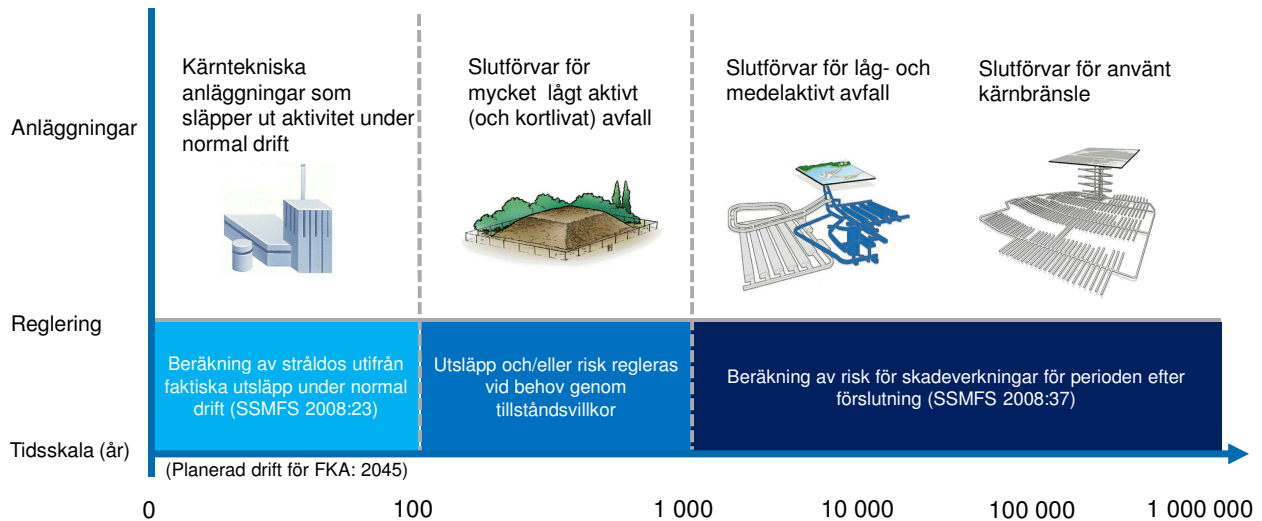 Anläggningar
Kärntekniska
anläggningar som
släpper ut aktivitet under
normal drift
Slutförvar för
mycket lågt aktivt
(och kortlivat) avfall
Slutförvar för låg- och
medelaktivt avfall
Slutförvar för använt
kärnbränsle
Reglering
Beräkning av stråldos utifrån
faktiska utsläpp under normal
drift (SSMFS 2008:23)
Utsläpp och/eller risk regleras
vid behov genom
tillståndsvillkor
Beräkning av risk för skadeverkningar för perioden efter
förslutning (SSMFS 2008:37)
Tidsskala (år)
(Planerad drift för FKA: 2045)
0 100 1 000 10 000 100 000 1 000 000